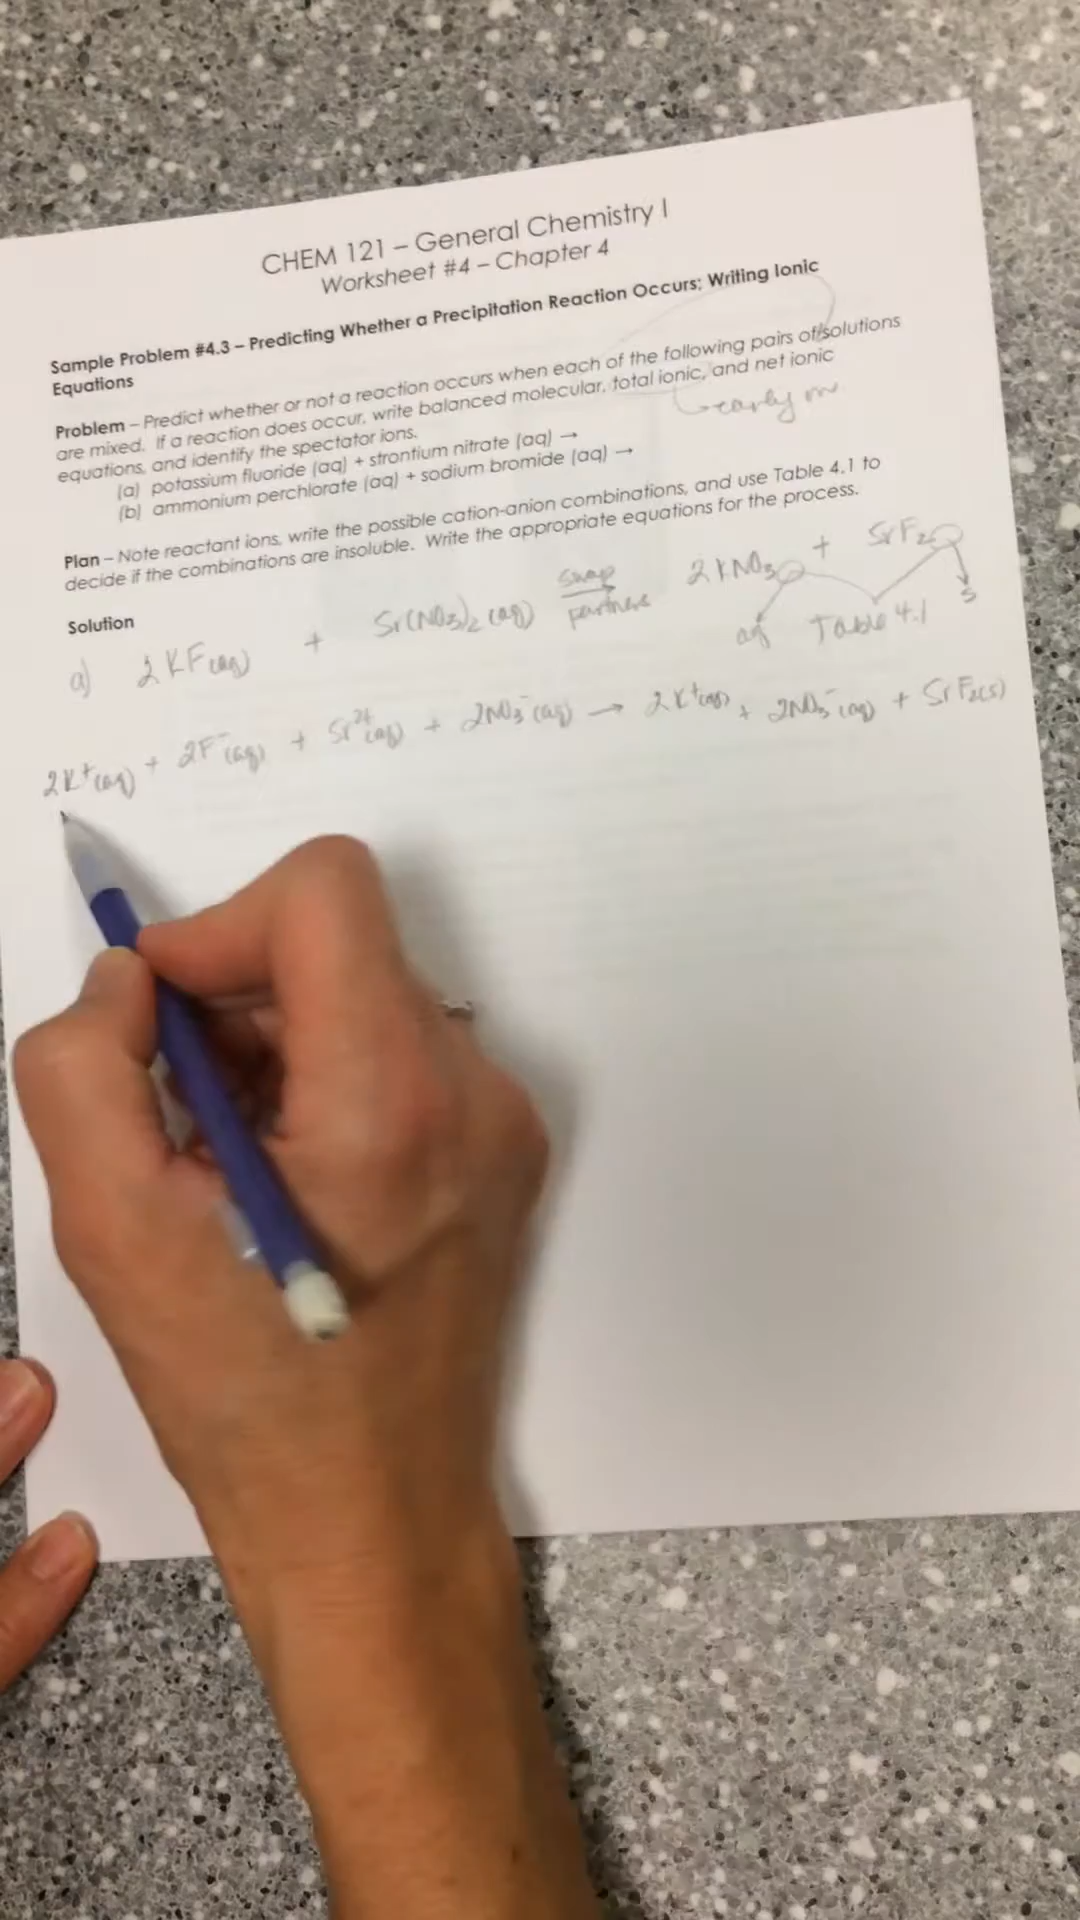 CHEM 121 – General Chemistry I
Worksheet #4 – Chapter 4
Sample Problem #4.3 – Predicting Whether a Precipitation Reaction Occurs; Writing Ionic
Equations
Problem – Predict whether or not a reaction occurs when each of the following pairs of solutions
are mixed. If a reaction does occur, write balanced molecular, total ionic, and net ionic
equations, and identify the spectator ions.
(a) potassium fluoride (aq) + strontium nitrate (aq) →
(b) ammonium perchlorate (aq) + sodium bromide (aq) →
Plan – Note reactant ions, write the possible cation-anion combinations, and use Table 4.1 to
decide if the combinations are insoluble. Write the appropriate equations for the process.
Solution
a) 2KF(aq) + Sr(NO3)2(aq) swap partners → 2KNO3 + SrF2
aq Table 4.1 s
2K⁺(aq) + 2F⁻(aq) + Sr²⁺(aq) + 2NO3⁻(aq) → 2K⁺(aq) + 2NO3⁻(aq) + SrF2(s)